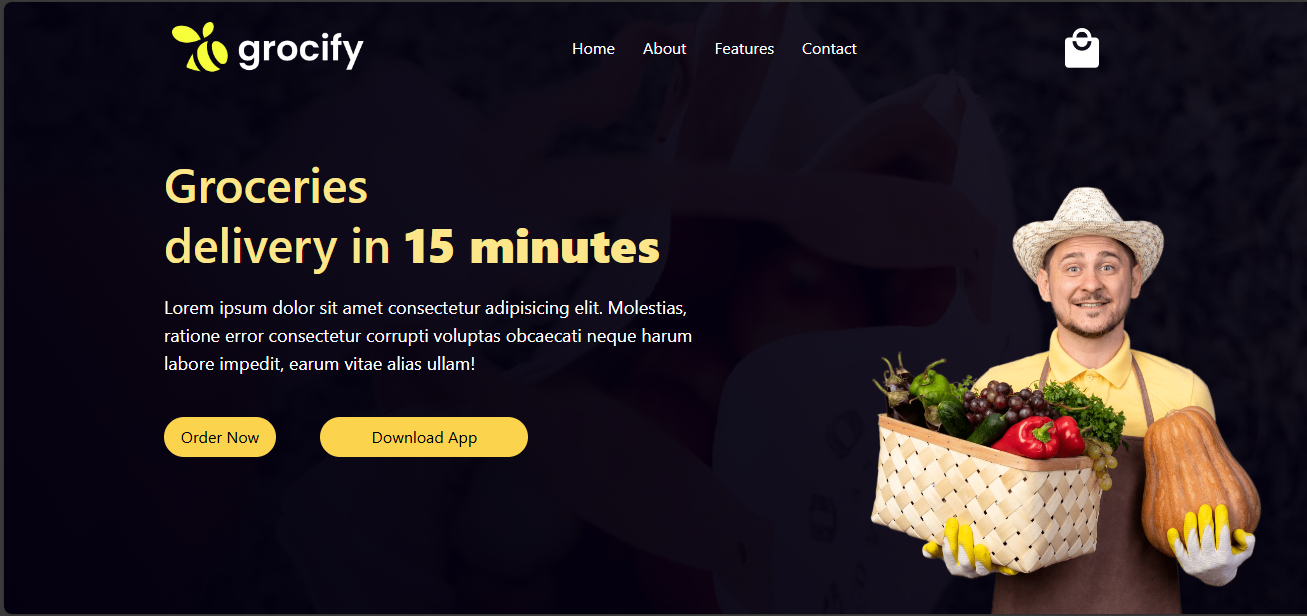 grocify
Home About Features Contact
Groceries
delivery in 15 minutes
Lorem ipsum dolor sit amet consectetur adipisicing elit. Molestias,
ratione error consectetur corrupti voluptas obcaecati neque harum
labore impedit, earum vitae alias ullam!
Order Now Download App